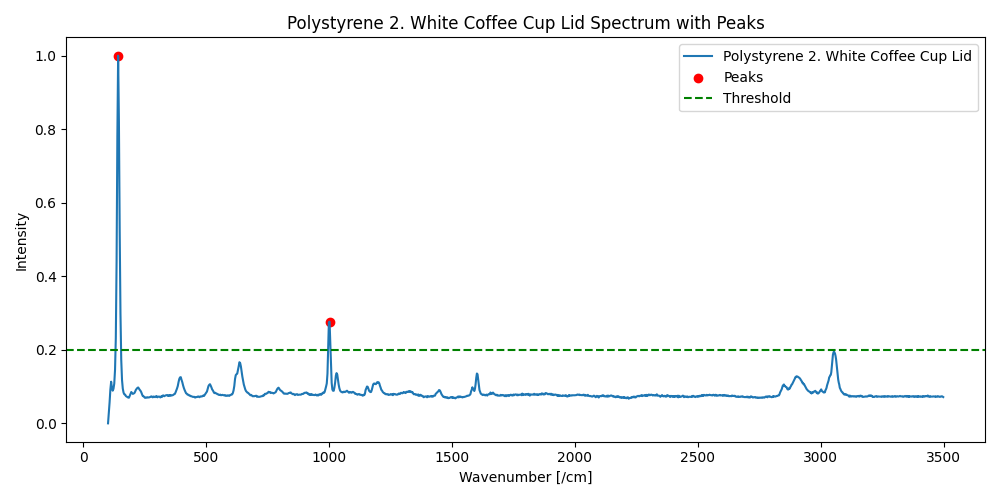 Polystyrene 2. White Coffee Cup Lid Spectrum with Peaks
Polystyrene 2. White Coffee Cup Lid
Peaks
Threshold
Intensity
1.0
0.8
0.6
0.4
0.2
0.0
0 500 1000 1500 2000 2500 3000 3500
Wavenumber [/cm]